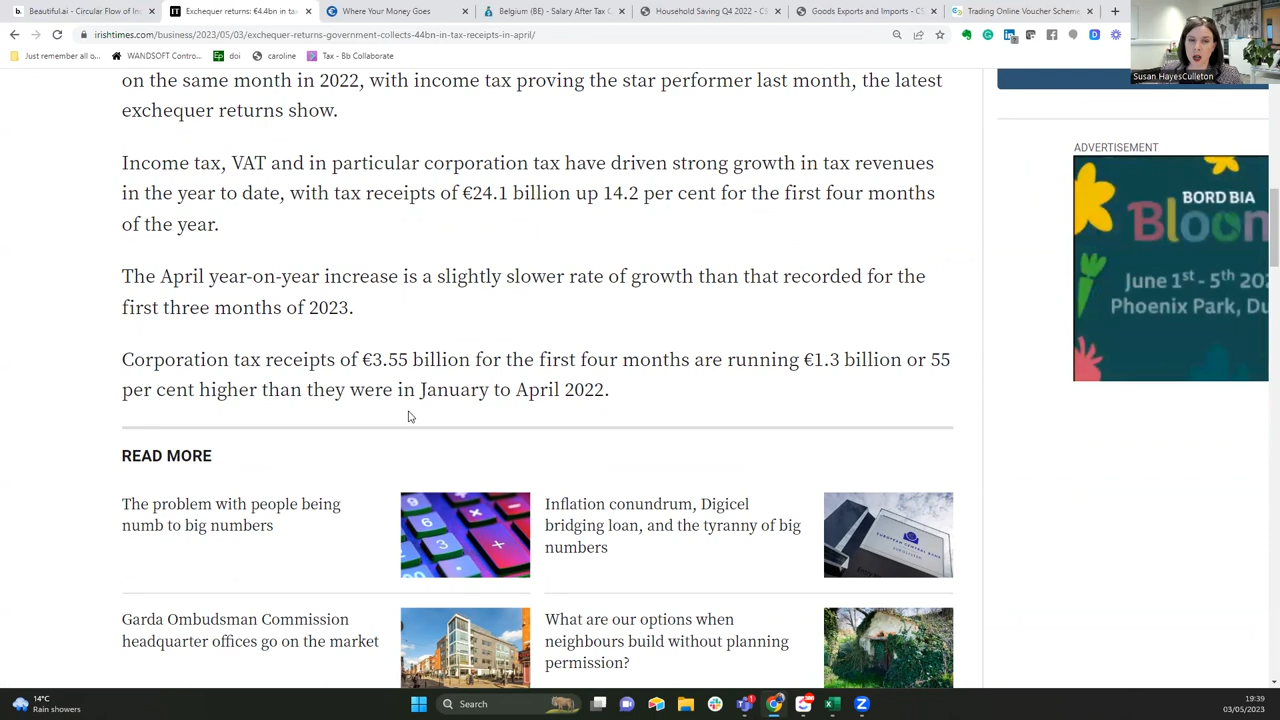 b. Beautiful.ai - Circular Flow of Inc
IT Exchequer returns: €4.4bn in tax
Where Your Money Goes
Belgium (BE) - Salary After Tax C
Household Saving Q4 2022 - CS
Goods Exports and Imports - CS
Trading Online Voucher Scheme
irishtimes.com/business/2023/05/03/exchequer-returns-government-collects-44bn-in-tax-receipts-in-april/
Just remember all o...
WANDSOFT Contro...
Ep doi
caroline
Tax - Bb Collaborate
Susan HayesCulleton
on the same month in 2022, with income tax proving the star performer last month, the latest
exchequer returns show.
Income tax, VAT and in particular corporation tax have driven strong growth in tax revenues
in the year to date, with tax receipts of €24.1 billion up 14.2 per cent for the first four months
of the year.
The April year-on-year increase is a slightly slower rate of growth than that recorded for the
first three months of 2023.
Corporation tax receipts of €3.55 billion for the first four months are running €1.3 billion or 55
per cent higher than they were in January to April 2022.
READ MORE
The problem with people being
numb to big numbers
Inflation conundrum, Digicel
bridging loan, and the tyranny of big
numbers
Garda Ombudsman Commission
headquarter offices go on the market
What are our options when
neighbours build without planning
permission?
ADVERTISEMENT
BORD BIA
Bloom
June 1st - 5th 202
Phoenix Park, Du
14°C
Rain showers
Search
19:39
03/05/2023